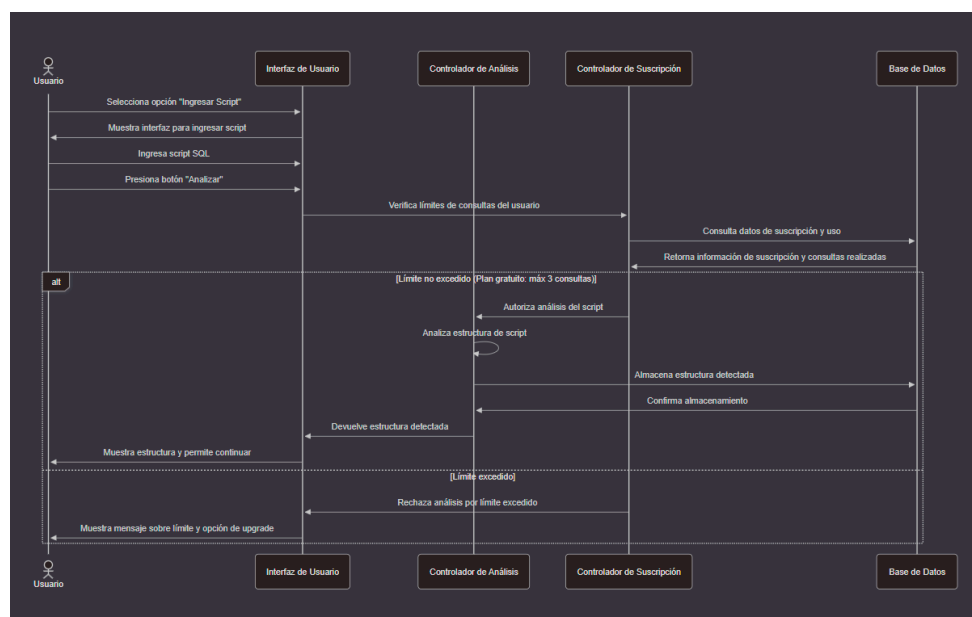 Usuario
Interfaz de Usuario
Controlador de Análisis
Controlador de Suscripción
Base de Datos
Selecciona opción "Ingresar Script"
Muestra interfaz para ingresar script
Ingresa script SQL
Presiona botón "Analizar"
Verifica límites de consultas del usuario
Consulta datos de suscripción y uso
Retorna información de suscripción y consultas realizadas
alt
[Límite no excedido (Plan gratuito: máx 3 consultas)]
Autoriza análisis del script
Analiza estructura de script
Almacena estructura detectada
Confirma almacenamiento
Devuelve estructura detectada
Muestra estructura y permite continuar
[Límite excedido]
Rechaza análisis por límite excedido
Muestra mensaje sobre límite y opción de upgrade
Usuario
Interfaz de Usuario
Controlador de Análisis
Controlador de Suscripción
Base de Datos